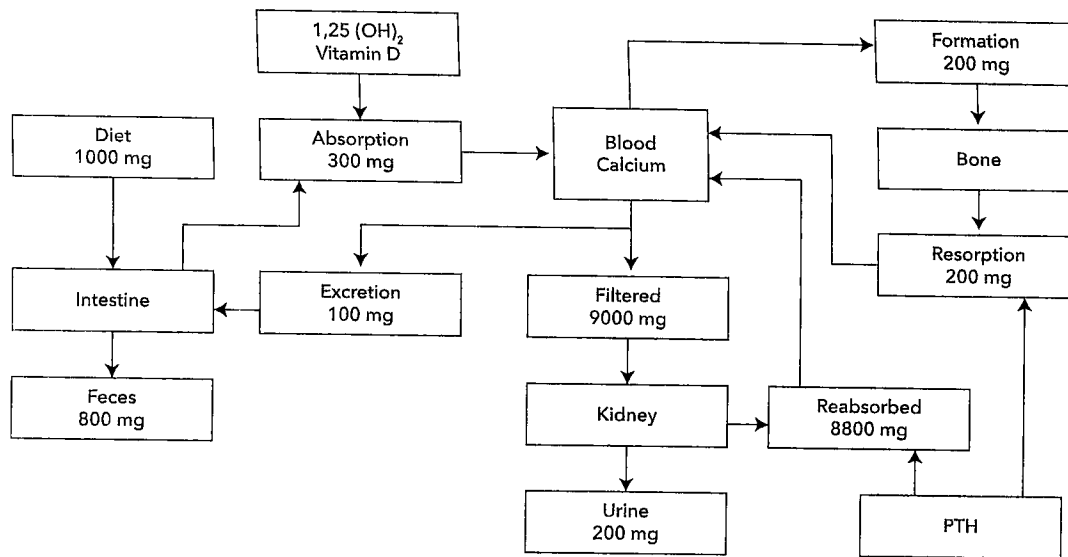 1,25 (OH)₂
Vitamin D
Formation
200 mg
Diet
1000 mg
Absorption
300 mg
Blood
Calcium
Bone
Intestine
Excretion
100 mg
Filtered
9000 mg
Resorption
200 mg
Feces
800 mg
Kidney
Reabsorbed
8800 mg
Urine
200 mg
PTH